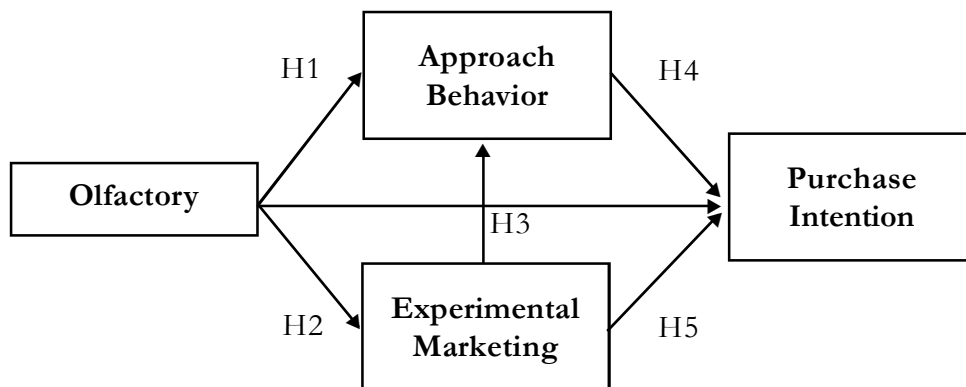 H1
Approach
Behavior
H4
Olfactory
Purchase
Intention
H3
H2
Experimental
Marketing
H5